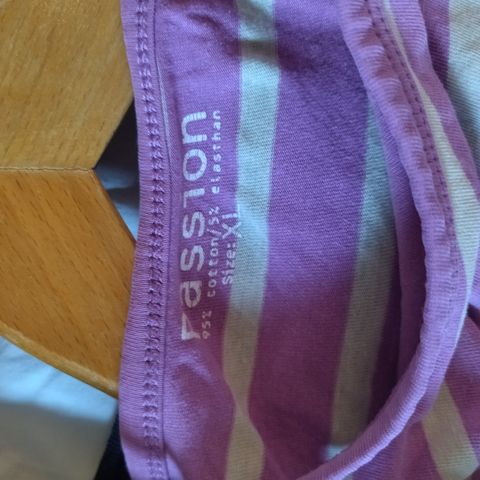 Passion
95% cotton/5% elasthan
Size: XL